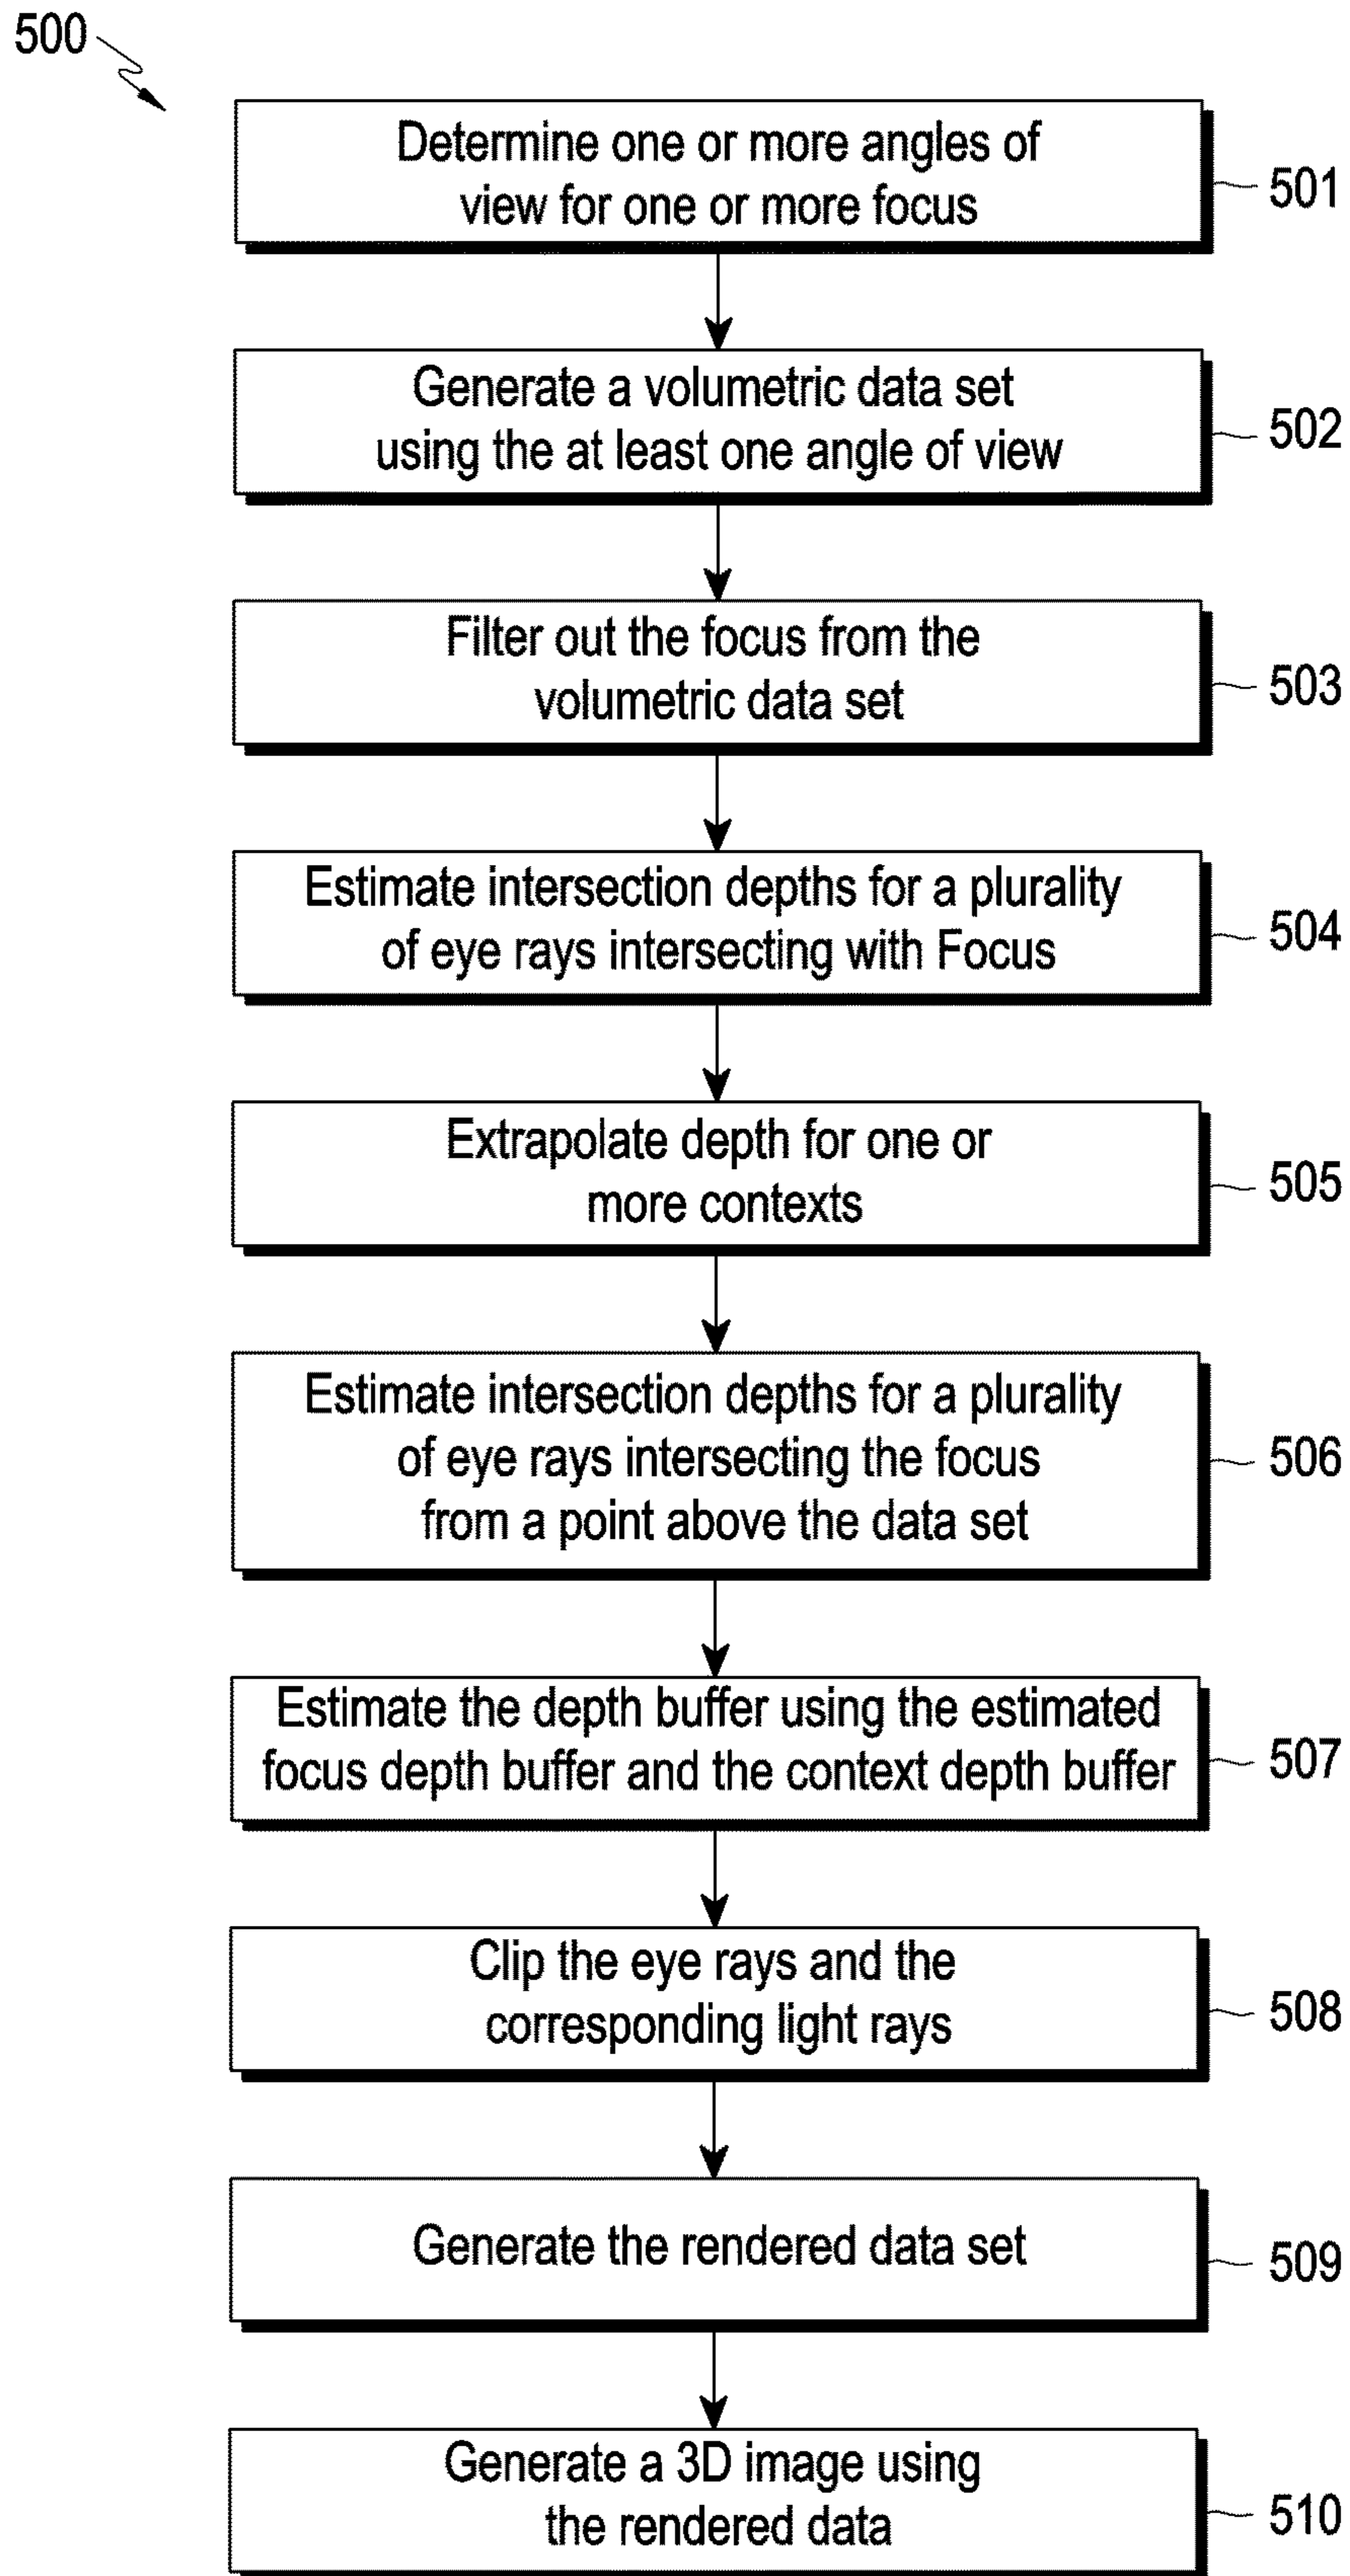 500
Determine one or more angles of
view for one or more focus
501
Generate a volumetric data set
using the at least one angle of view
502
Filter out the focus from the
volumetric data set
503
Estimate intersection depths for a plurality
of eye rays intersecting with Focus
504
Extrapolate depth for one or
more contexts
505
Estimate intersection depths for a plurality
of eye rays intersecting the focus
from a point above the data set
506
Estimate the depth buffer using the estimated
focus depth buffer and the context depth buffer
507
Clip the eye rays and the
corresponding light rays
508
Generate the rendered data set
509
Generate a 3D image using
the rendered data
510